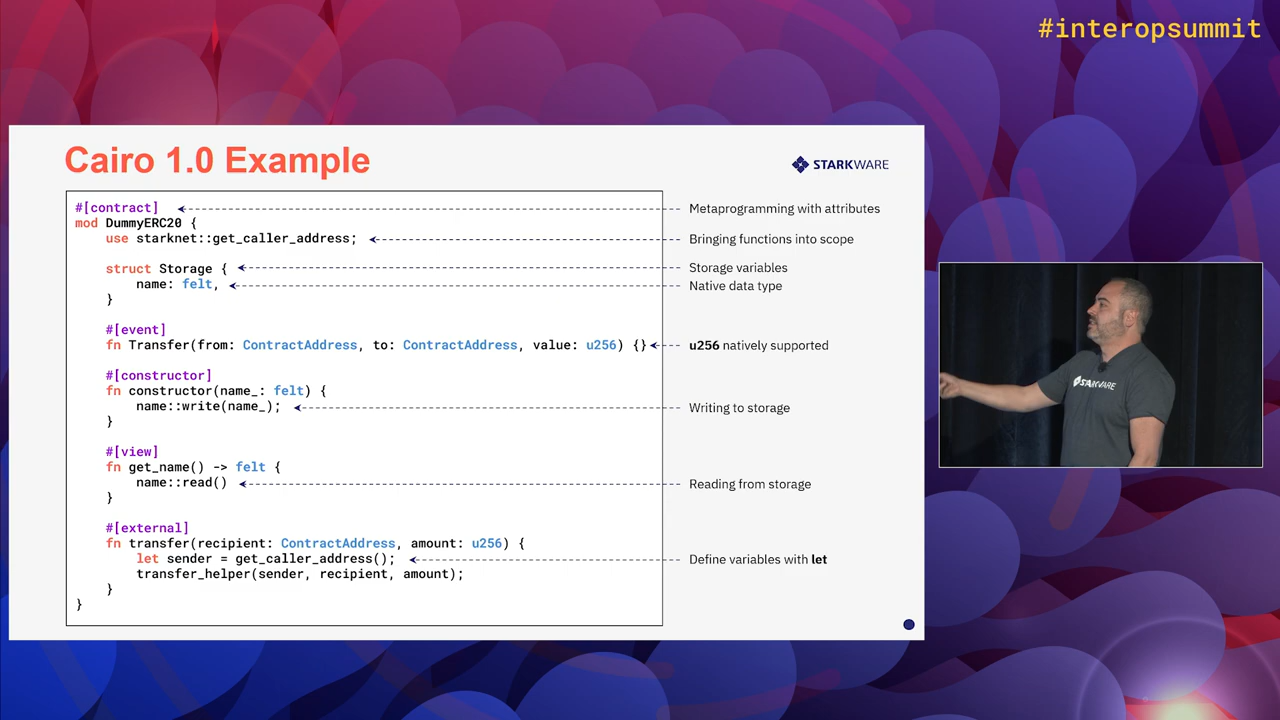 #interopsummit
Cairo 1.0 Example
STARKWARE
#[contract]
mod DummyERC20 {
    use starknet::get_caller_address;
    struct Storage {
        name: felt,
    }
    #[event]
    fn Transfer(from: ContractAddress, to: ContractAddress, value: u256) {}
    #[constructor]
    fn constructor(name_: felt) {
        name::write(name_);
    }
    #[view]
    fn get_name() -> felt {
        name::read()
    }
    #[external]
    fn transfer(recipient: ContractAddress, amount: u256) {
        let sender = get_caller_address();
        transfer_helper(sender, recipient, amount);
    }
}
Metaprogramming with attributes
Bringing functions into scope
Storage variables
Native data type
u256 natively supported
Writing to storage
Reading from storage
Define variables with let
STARKWARE